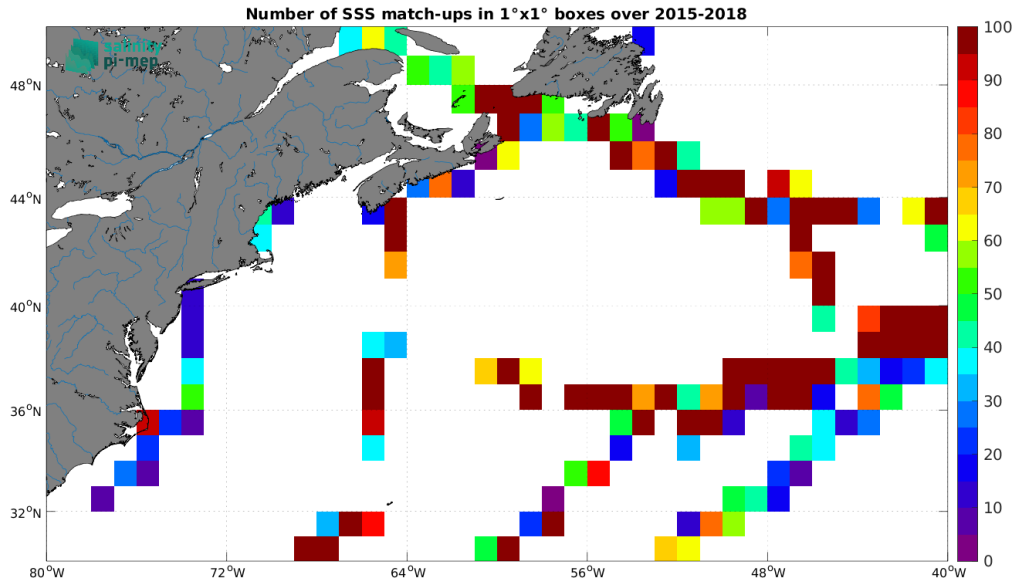 Number of SSS match-ups in 1°x1° boxes over 2015-2018
salinity
pi-mep
48°N
44°N
40°N
36°N
32°N
80°W 72°W 64°W 56°W 48°W 40°W
100
90
80
70
60
50
40
30
20
10
0